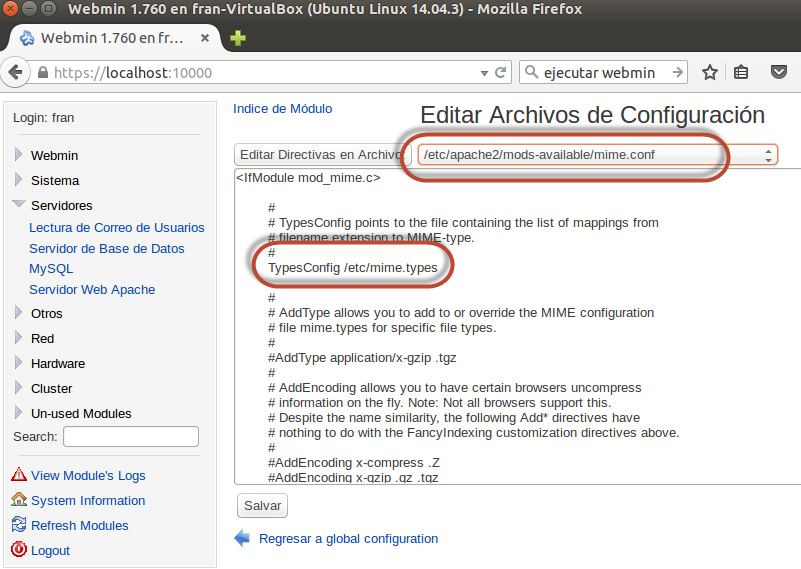 Webmin 1.760 en fran-VirtualBox (Ubuntu Linux 14.04.3) - Mozilla Firefox
Webmin 1.760 en fr...
https://localhost:10000
ejecutar webmin
Login: fran
Webmin
Sistema
Servidores
Lectura de Correo de Usuarios
Servidor de Base de Datos
MySQL
Servidor Web Apache
Otros
Red
Hardware
Cluster
Un-used Modules
Search:
View Module's Logs
System Information
Refresh Modules
Logout
Indice de Módulo
Editar Archivos de Configuración
Editar Directivas en Archivo:
/etc/apache2/mods-available/mime.conf
<IfModule mod_mime.c>
#
# TypesConfig points to the file containing the list of mappings from
# filename extension to MIME-type.
#
TypesConfig /etc/mime.types
#
# AddType allows you to add to or override the MIME configuration
# file mime.types for specific file types.
#
#AddType application/x-gzip .tgz
#
# AddEncoding allows you to have certain browsers uncompress
# information on the fly. Note: Not all browsers support this.
# Despite the name similarity, the following Add* directives have
# nothing to do with the FancyIndexing customization directives above.
#
#AddEncoding x-compress .Z
#AddEncoding x-gzip .gz .tgz
Salvar
Regresar a global configuration